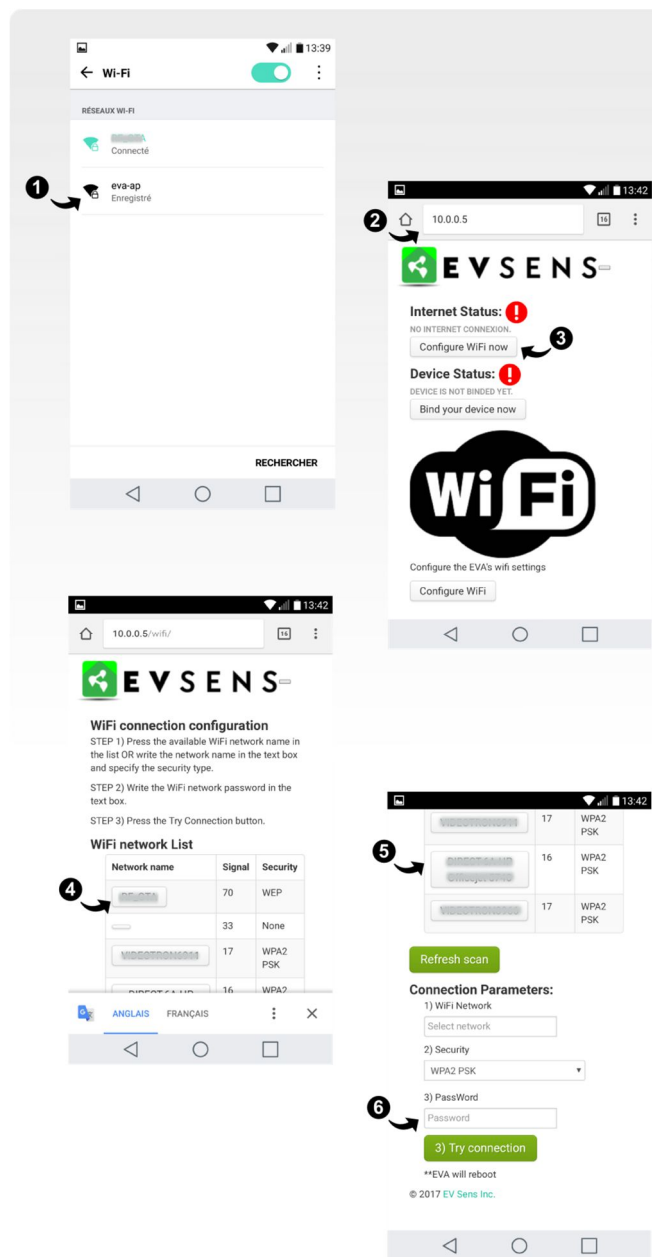 13:39
Wi-Fi
RÉSEAUX WI-FI
Connecté
1
eva-ap
Enregistré
RECHERCHER
13:42
2
10.0.0.5
16
EVSENS
Internet Status:
NO INTERNET CONNEXION.
Configure WiFi now
3
Device Status:
DEVICE IS NOT BINDED YET.
Bind your device now
Wi Fi
Configure the EVA's wifi settings
Configure WiFi
13:42
10.0.0.5/wifi/
16
EVSENS
WiFi connection configuration
STEP 1) Press the available WiFi network name in
the list OR write the network name in the text box
and specify the security type.
STEP 2) Write the WiFi network password in the
text box.
STEP 3) Press the Try Connection button.
WiFi network List
Network name Signal Security
4
70 WEP
33 None
17 WPA2
PSK
16 WPA2
ANGLAIS FRANÇAIS
13:42
17 WPA2
PSK
5
16 WPA2
PSK
17 WPA2
PSK
Refresh scan
Connection Parameters:
1) WiFi Network
Select network
2) Security
WPA2 PSK
3) PassWord
6
Password
3) Try connection
**EVA will reboot
© 2017 EV Sens Inc.